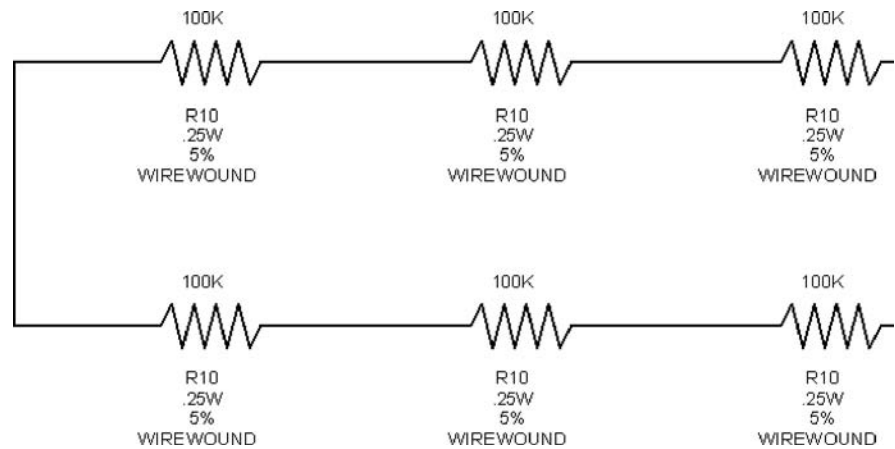 100K 100K 100K
R10 R10 R10
.25W .25W .25W
5% 5% 5%
WIREWOUND WIREWOUND WIREWOUND
100K 100K 100K
R10 R10 R10
.25W .25W .25W
5% 5% 5%
WIREWOUND WIREWOUND WIREWOUND